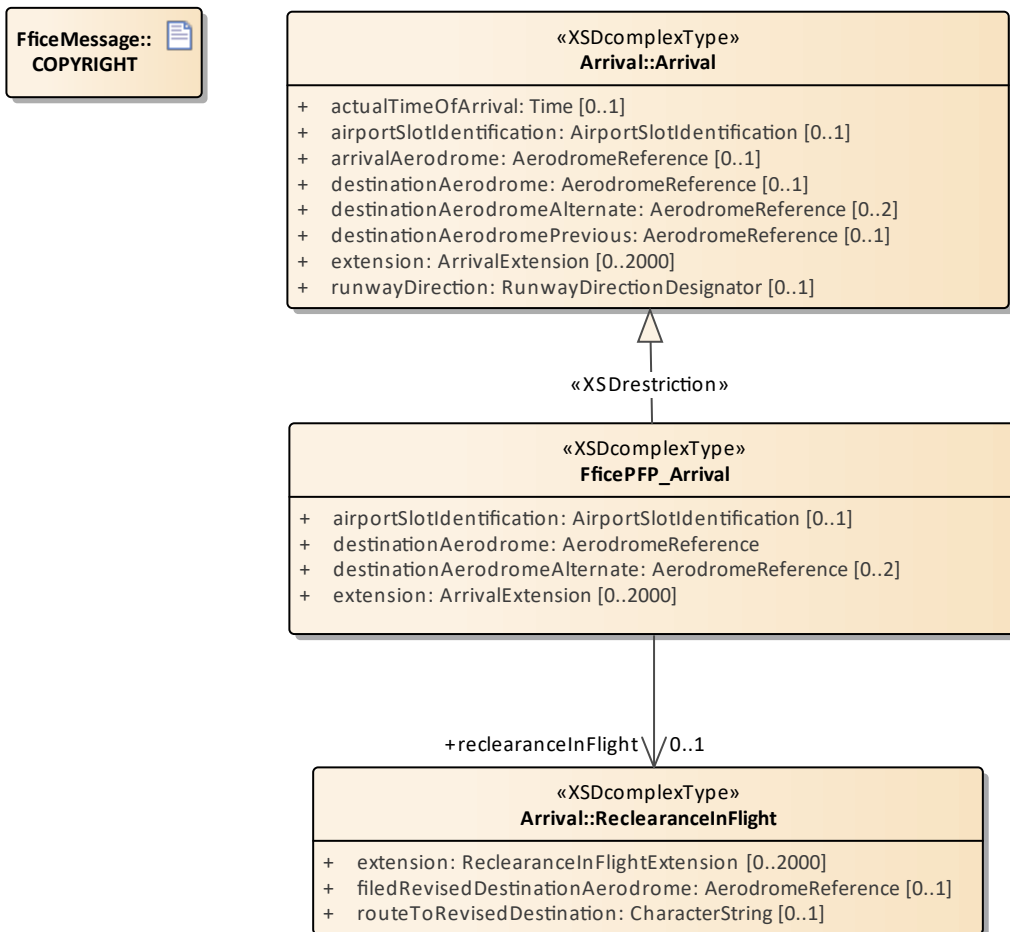 FficeMessage::
COPYRIGHT
«XSDcomplexType»
Arrival::Arrival
+ actualTimeOfArrival: Time [0..1]
+ airportSlotIdentification: AirportSlotIdentification [0..1]
+ arrivalAerodrome: AerodromeReference [0..1]
+ destinationAerodrome: AerodromeReference [0..1]
+ destinationAerodromeAlternate: AerodromeReference [0..2]
+ destinationAerodromePrevious: AerodromeReference [0..1]
+ extension: ArrivalExtension [0..2000]
+ runwayDirection: RunwayDirectionDesignator [0..1]
«XSDrestriction»
«XSDcomplexType»
FficePFP_Arrival
+ airportSlotIdentification: AirportSlotIdentification [0..1]
+ destinationAerodrome: AerodromeReference
+ destinationAerodromeAlternate: AerodromeReference [0..2]
+ extension: ArrivalExtension [0..2000]
+reclearanceInFlight 0..1
«XSDcomplexType»
Arrival::ReclearanceInFlight
+ extension: ReclearanceInFlightExtension [0..2000]
+ filedRevisedDestinationAerodrome: AerodromeReference [0..1]
+ routeToRevisedDestination: CharacterString [0..1]